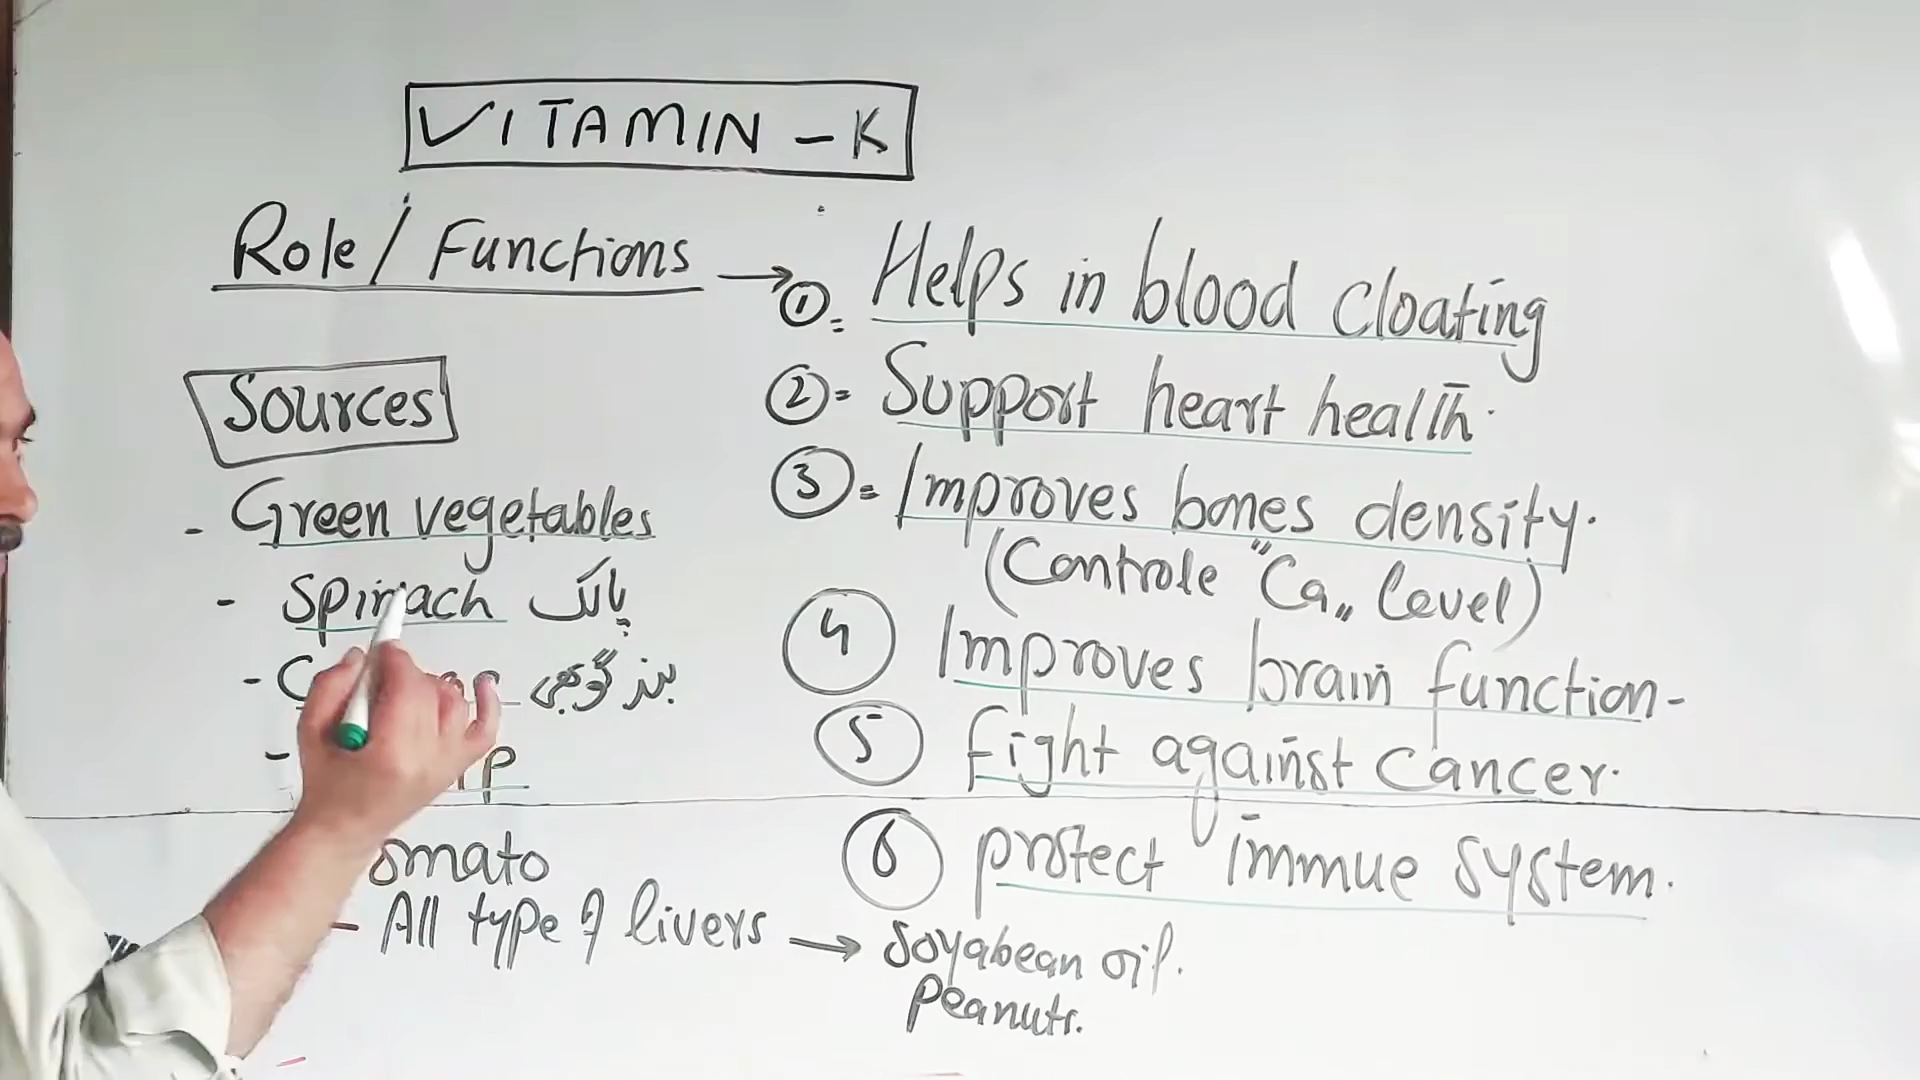 VITAMIN - K
Role / Functions →
① = Helps in blood cloating
② = Support heart health.
③ = Improves bones density.
(Controle "Ca„ level)
④ Improves brain function -
⑤ fight against cancer.
⑥ protect immue system.
Sources
- Green vegetables
- Spinach پالک
- بند گوبھی
- p
omato
- All type of livers → Soyabean oil.
Peanuts.